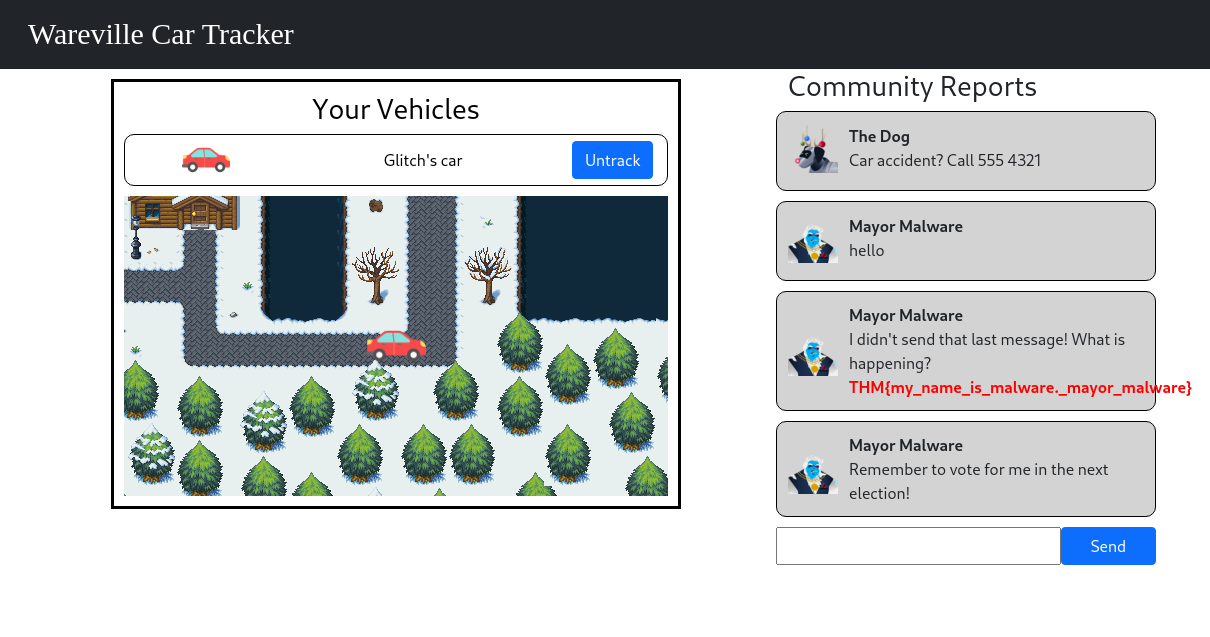 Wareville Car Tracker
Your Vehicles
Glitch's car
Untrack
Community Reports
The Dog
Car accident? Call 555 4321
Mayor Malware
hello
Mayor Malware
I didn't send that last message! What is
happening?
THM{my_name_is_malware._mayor_malware}
Mayor Malware
Remember to vote for me in the next
election!
Send